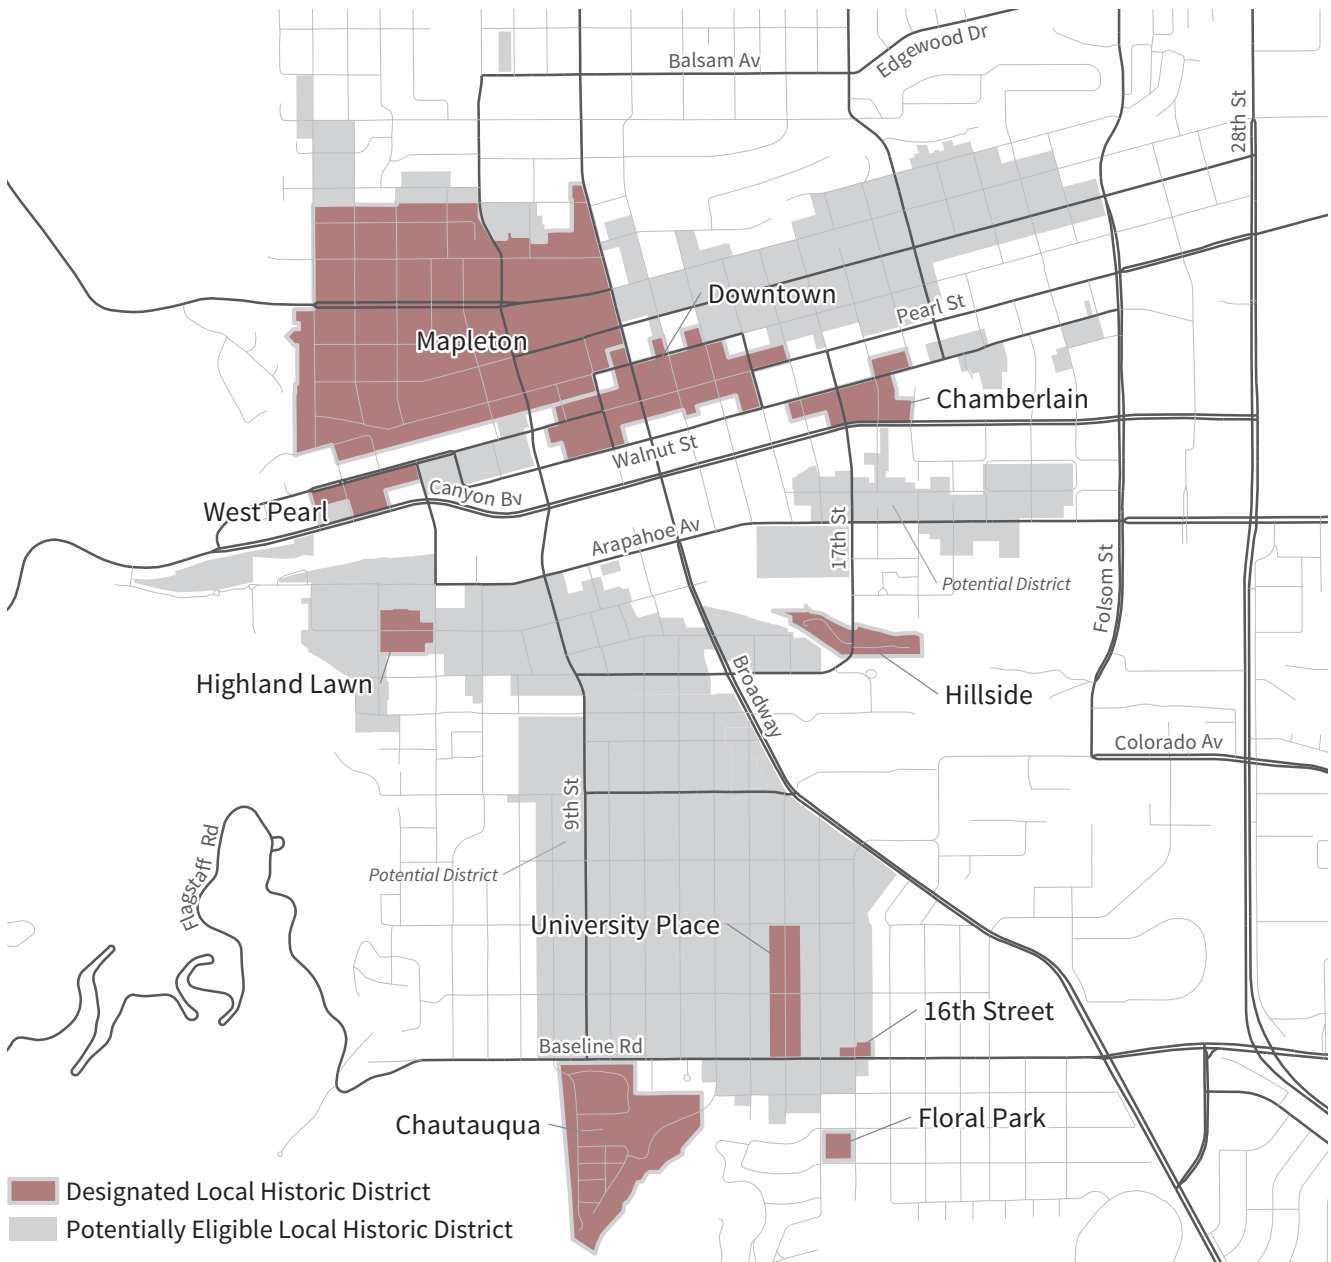 Balsam Av
Edgewood Dr
28th St
Downtown
Pearl St
Mapleton
Chamberlain
Walnut St
Canyon Bv
West Pearl
Arapahoe Av
17th St
Potential District
Folsom St
Highland Lawn
Broadway
Hillside
Colorado Av
9th St
Flagstaff Rd
Potential District
University Place
16th Street
Baseline Rd
Chautauqua
Floral Park
Designated Local Historic District
Potentially Eligible Local Historic District